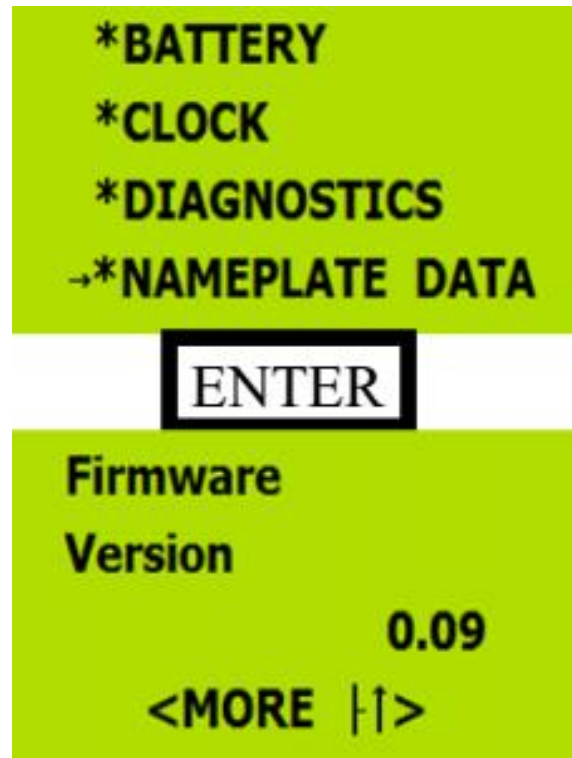 *BATTERY
*CLOCK
*DIAGNOSTICS
→*NAMEPLATE DATA
ENTER
Firmware
Version
0.09
<MORE ├↑>